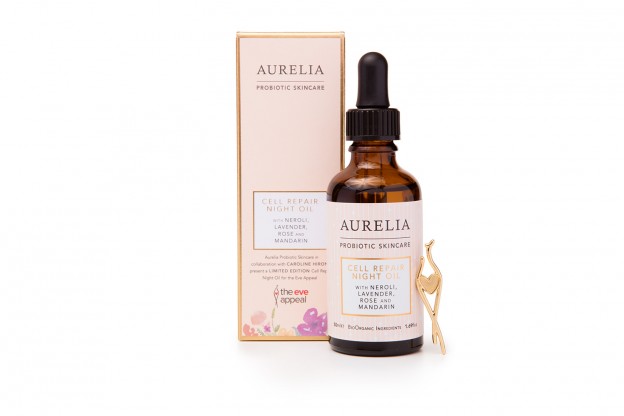 AURELIA
PROBIOTIC SKINCARE
CELL REPAIR
NIGHT OIL
WITH NEROLI,
LAVENDER,
ROSE AND
MANDARIN
Aurelia Probiotic Skincare in
collaboration with CAROLINE HIRON
present a LIMITED EDITION Cell Rep
Night Oil for the Eve Appeal
the eve
appeal
AURELIA
PROBIOTIC SKINCARE
CELL REPAIR
NIGHT OIL
WITH NEROLI,
LAVENDER,
ROSE AND
MANDARIN
BIOORGANIC INGREDIENTS